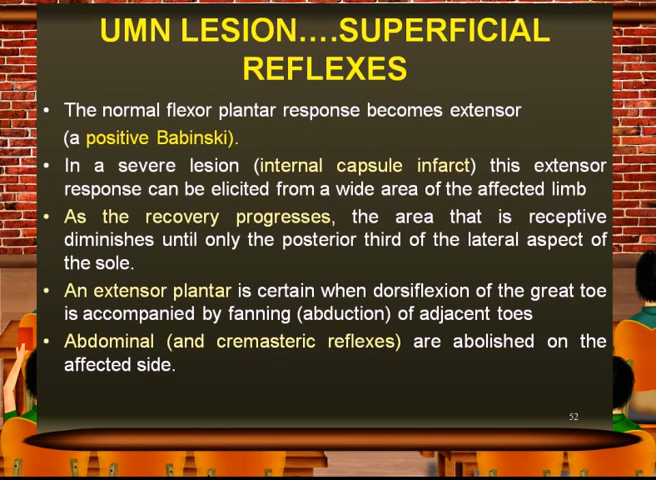 UMN LESION....SUPERFICIAL
REFLEXES
• The normal flexor plantar response becomes extensor
(a positive Babinski).
• In a severe lesion (internal capsule infarct) this extensor
response can be elicited from a wide area of the affected limb
• As the recovery progresses, the area that is receptive
diminishes until only the posterior third of the lateral aspect of
the sole.
• An extensor plantar is certain when dorsiflexion of the great toe
is accompanied by fanning (abduction) of adjacent toes
• Abdominal (and cremasteric reflexes) are abolished on the
affected side.
52